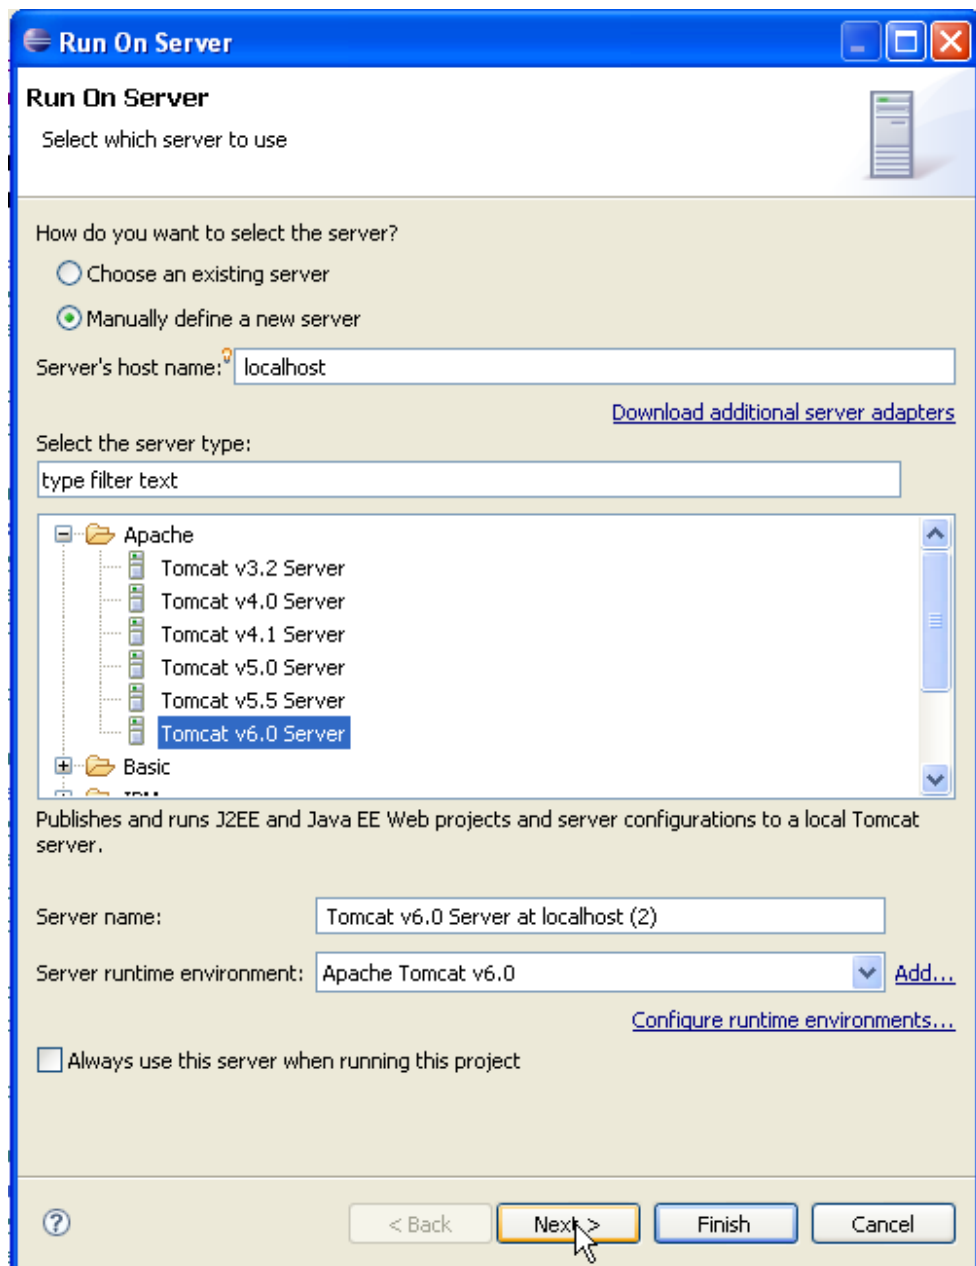 Run On Server
Run On Server
Select which server to use
How do you want to select the server?
Choose an existing server
Manually define a new server
Server's host name: localhost
Download additional server adapters
Select the server type:
type filter text
Apache
Tomcat v3.2 Server
Tomcat v4.0 Server
Tomcat v4.1 Server
Tomcat v5.0 Server
Tomcat v5.5 Server
Tomcat v6.0 Server
Basic
Publishes and runs J2EE and Java EE Web projects and server configurations to a local Tomcat
server.
Server name: Tomcat v6.0 Server at localhost (2)
Server runtime environment: Apache Tomcat v6.0 Add...
Configure runtime environments...
Always use this server when running this project
? < Back Next > Finish Cancel